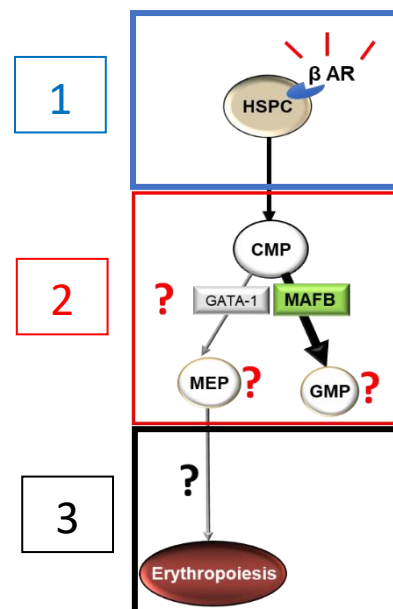 1
β AR
HSPC
2
CMP
?
GATA-1
MAFB
MEP
?
GMP
?
3
?
Erythropoiesis